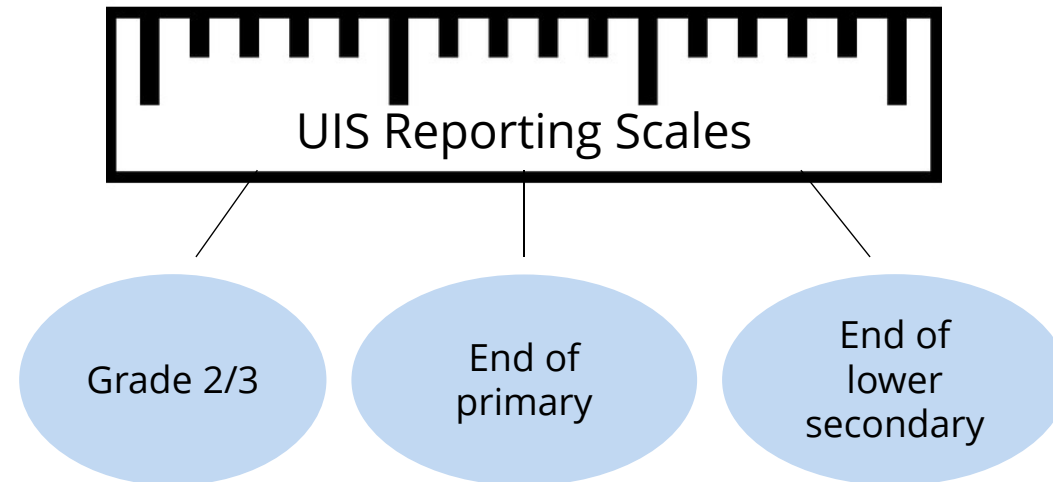 UIS Reporting Scales
Grade 2/3
End of
primary
End of
lower
secondary